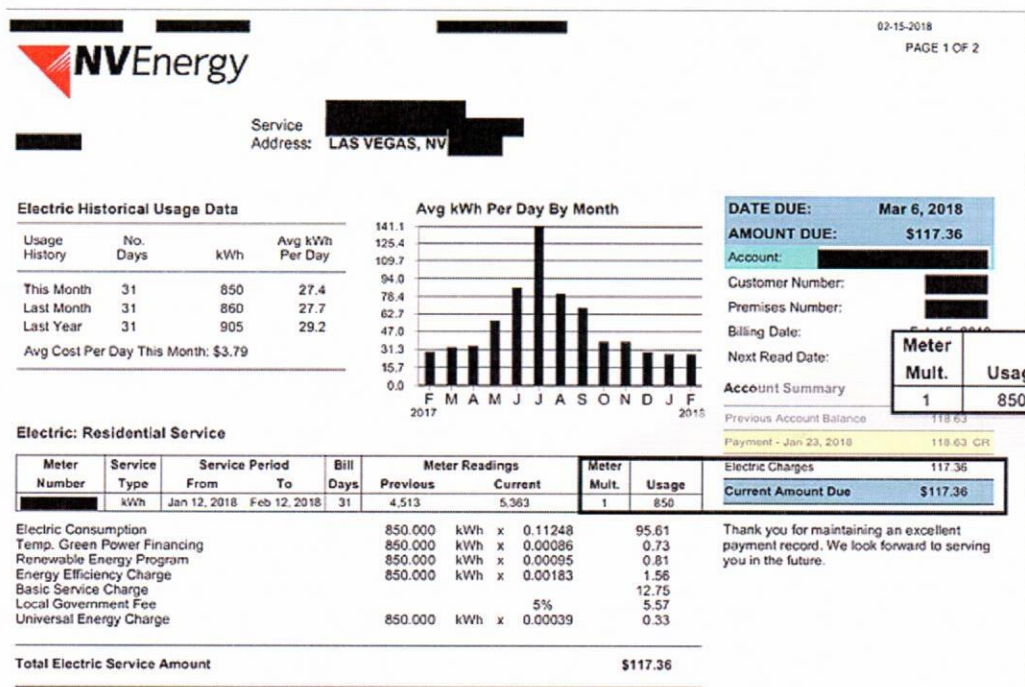 02-15-2018
PAGE 1 OF 2
NVEnergy
Service
Address: LAS VEGAS, NV
Electric Historical Usage Data
Usage History No. Days kWh Avg kWh Per Day
This Month 31 850 27.4
Last Month 31 860 27.7
Last Year 31 905 29.2
Avg Cost Per Day This Month: $3.79
Avg kWh Per Day By Month
141.1
125.4
109.7
94.0
78.4
62.7
47.0
31.3
15.7
0.0
F M A M J J A S O N D J F
2017 2018
DATE DUE: Mar 6, 2018
AMOUNT DUE: $117.36
Account:
Customer Number:
Premises Number:
Billing Date:
Next Read Date:
Meter
Mult. Usag
1 850
Account Summary
Previous Account Balance 118.63
Payment - Jan 23, 2018 118.63 CR
Electric Charges 117.36
Current Amount Due $117.36
Thank you for maintaining an excellent
payment record. We look forward to serving
you in the future.
Electric: Residential Service
Meter Service Service Period Bill Meter Readings Meter
Number Type From To Days Previous Current Mult. Usage
kWh Jan 12, 2018 Feb 12, 2018 31 4,513 5,363 1 850
Electric Consumption 850.000 kWh x 0.11248 95.61
Temp. Green Power Financing 850.000 kWh x 0.00086 0.73
Renewable Energy Program 850.000 kWh x 0.00095 0.81
Energy Efficiency Charge 850.000 kWh x 0.00183 1.56
Basic Service Charge 12.75
Local Government Fee 5% 5.57
Universal Energy Charge 850.000 kWh x 0.00039 0.33
Total Electric Service Amount $117.36